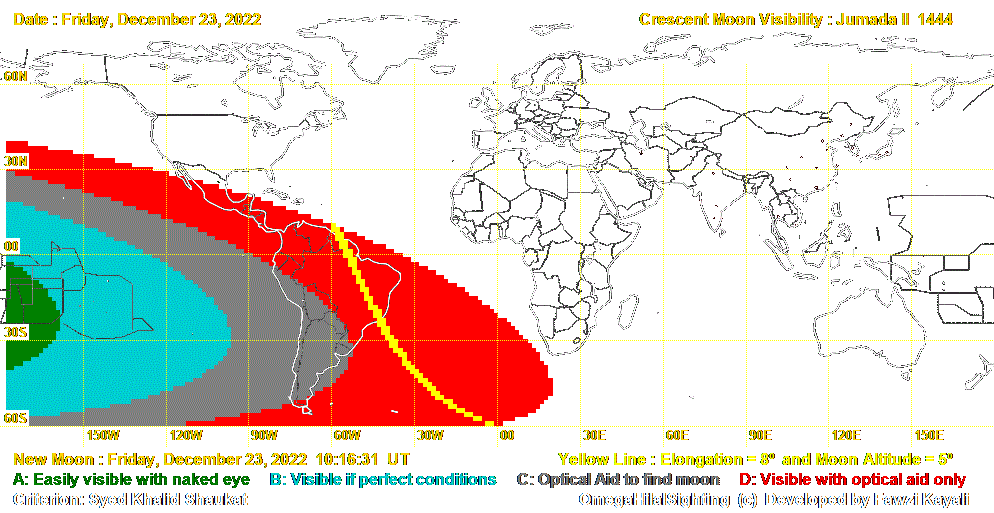 Date : Friday, December 23, 2022
Crescent Moon Visibility : Jumada II 1444
60N
30N
00
30S
60S
150W 120W 90W 60W 30W 00 30E 60E 90E 120E 150E
New Moon : Friday, December 23, 2022 10:16:31 UT
Yellow Line : Elongation = 8° and Moon Altitude = 5°
A: Easily visible with naked eye B: Visible if perfect conditions C: Optical Aid to find moon D: Visible with optical aid only
Criterion: Syed Khalid Shaukat
OmegaHilalSighting (c) Developed by Fawzi Kayali